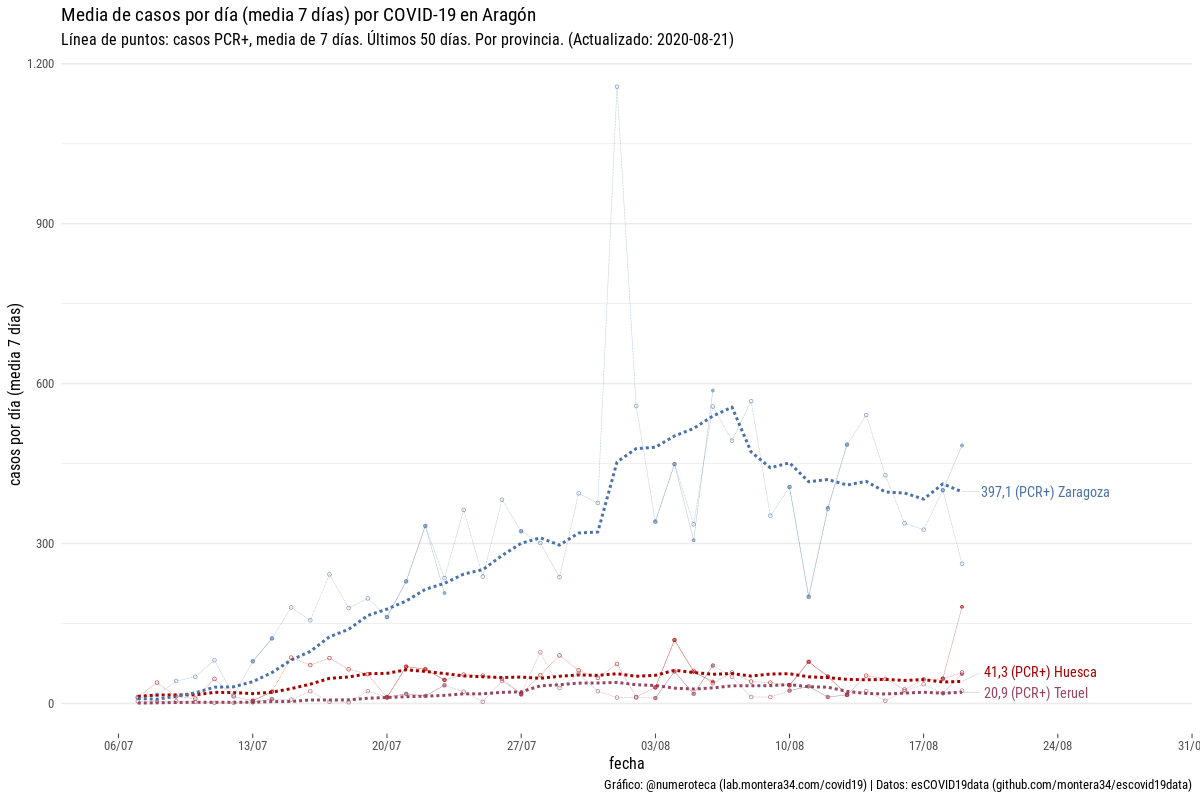 Media de casos por día (media 7 días) por COVID-19 en Aragón
Línea de puntos: casos PCR+, media de 7 días. Últimos 50 días. Por provincia. (Actualizado: 2020-08-21)
1.200
900
600
300
0
casos por día (media 7 días)
397,1 (PCR+) Zaragoza
41,3 (PCR+) Huesca
20,9 (PCR+) Teruel
06/07 13/07 20/07 27/07 03/08 10/08 17/08 24/08 31/0
fecha
Gráfico: @numeroteca (lab.montera34.com/covid19) | Datos: esCOVID19data (github.com/montera34/escovid19data)